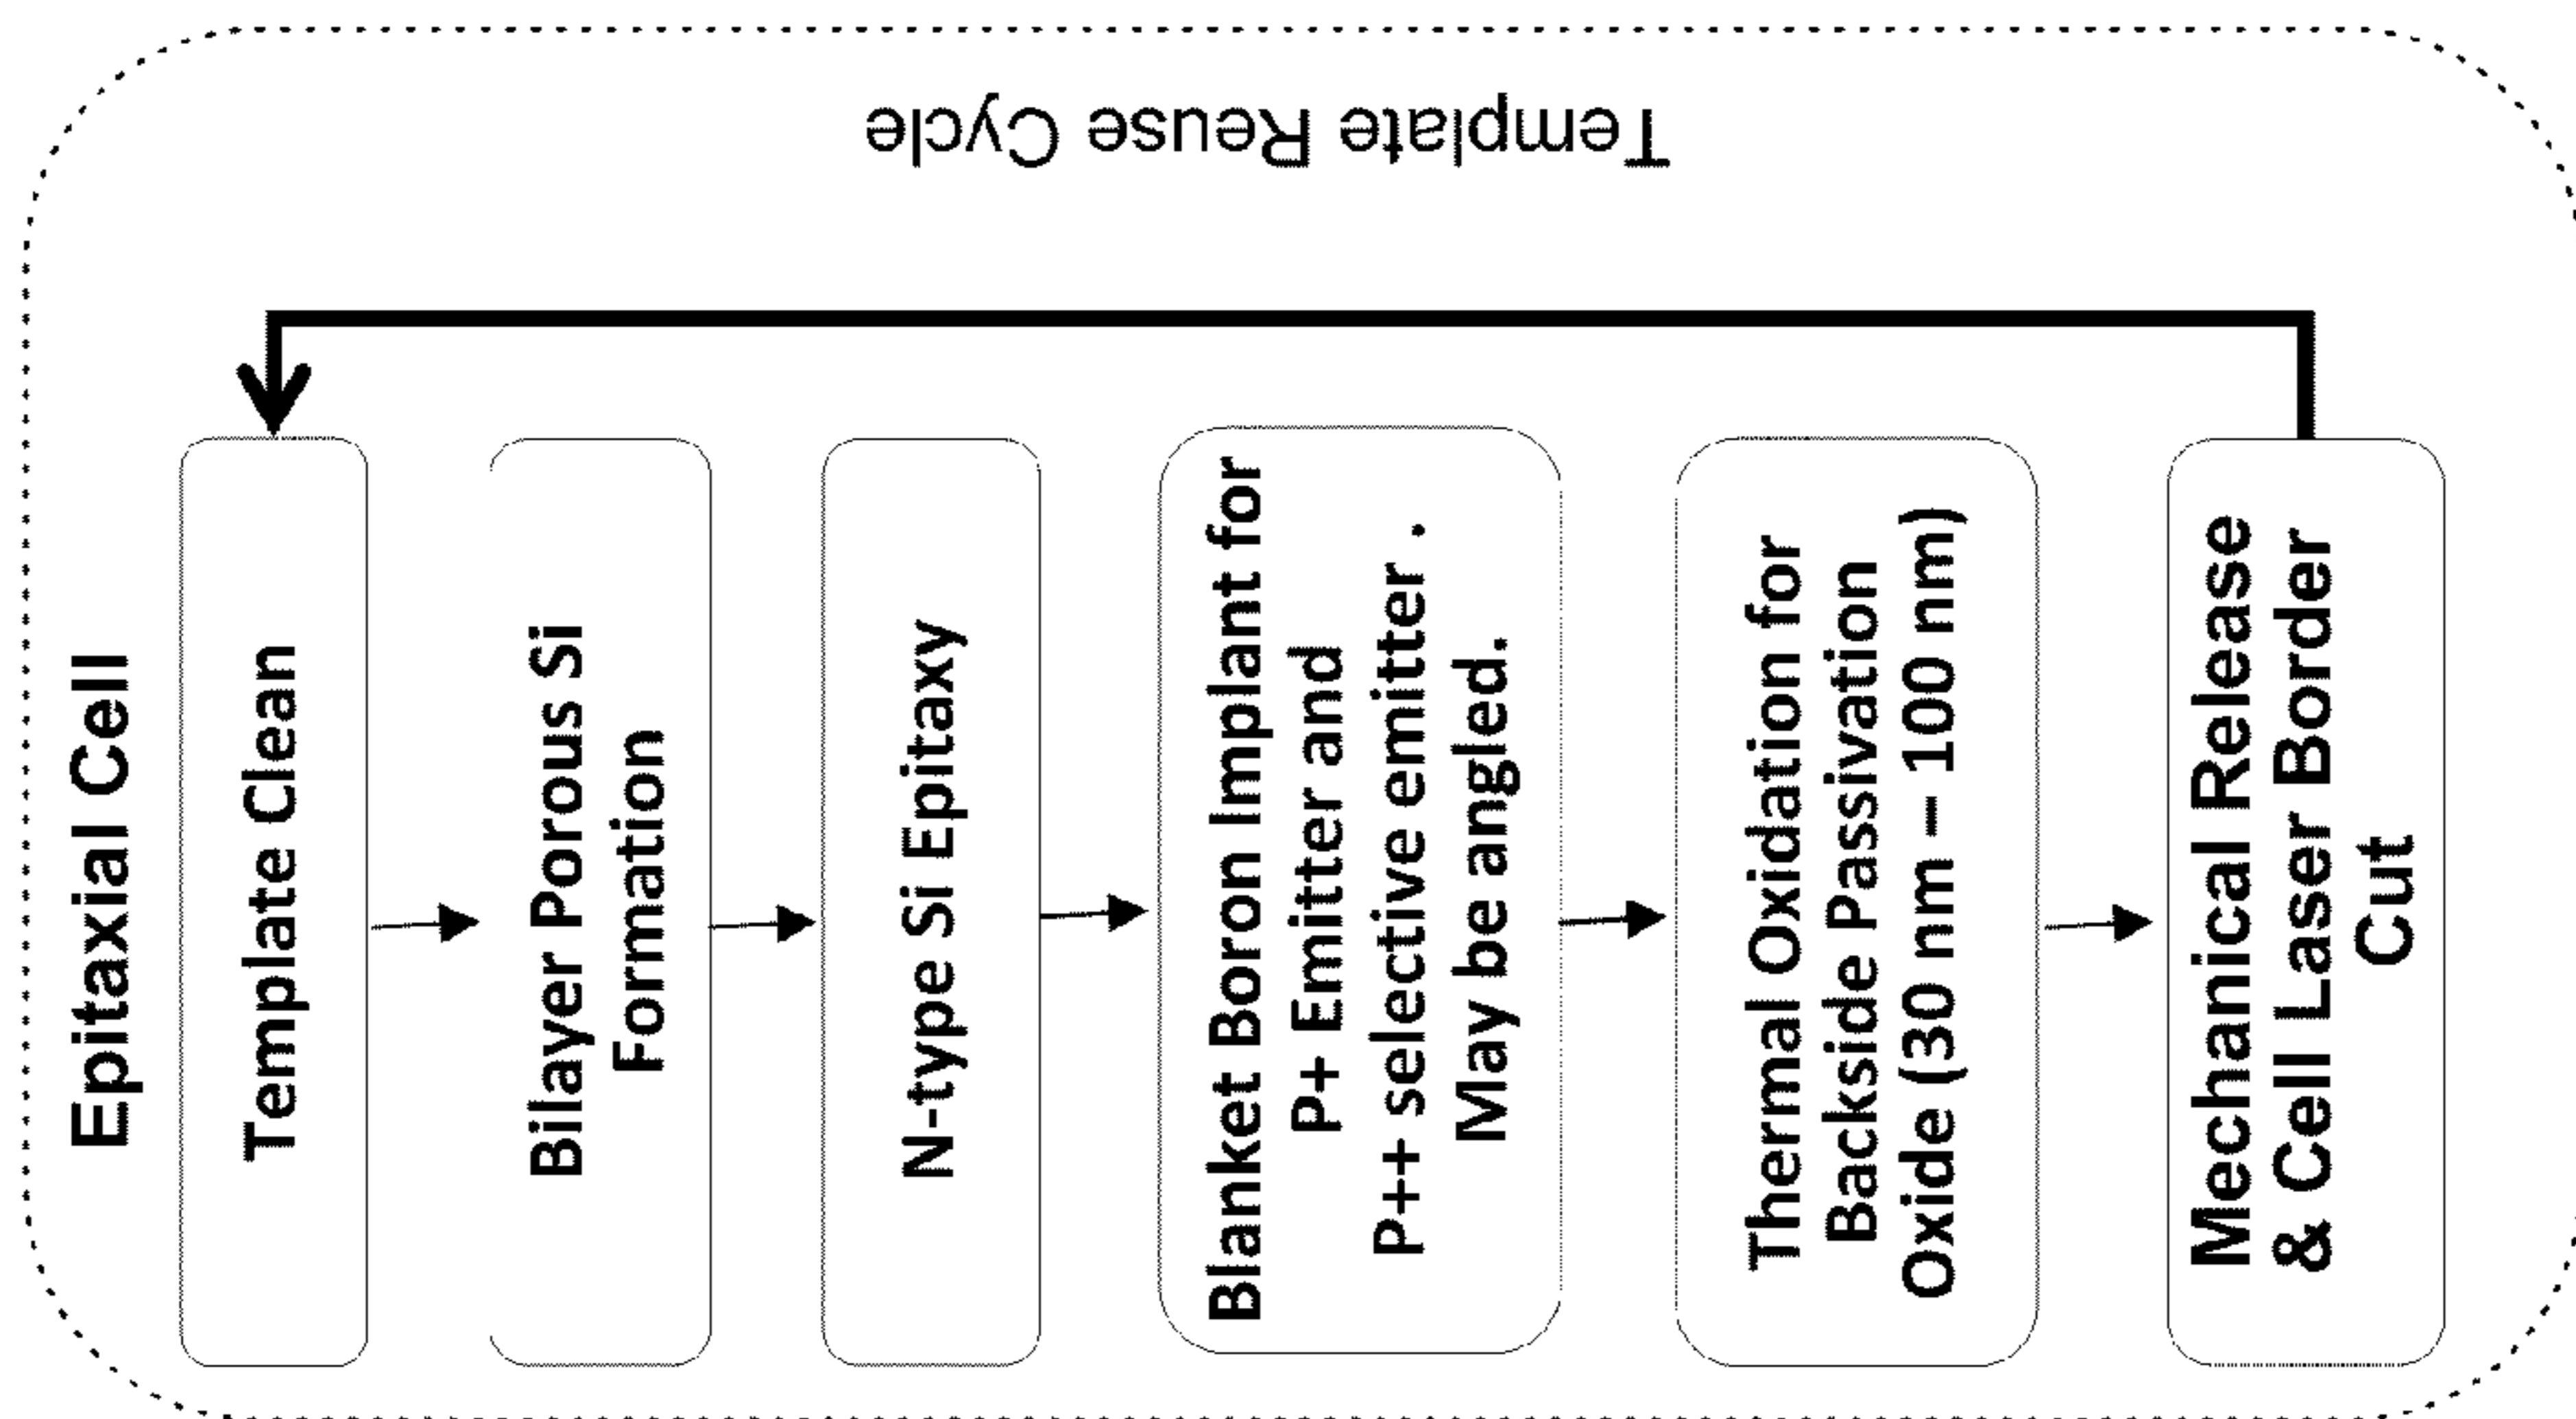 Epitaxial Cell
Template Clean
Bilayer Porous Si
Formation
N-type Si Epitaxy
Blanket Boron Implant for
P+ Emitter and
P++ selective emitter .
May be angled.
Thermal Oxidation for
Backside Passivation
Oxide (30 nm – 100 nm)
Mechanical Release
& Cell Laser Border
Cut
Template Reuse Cycle